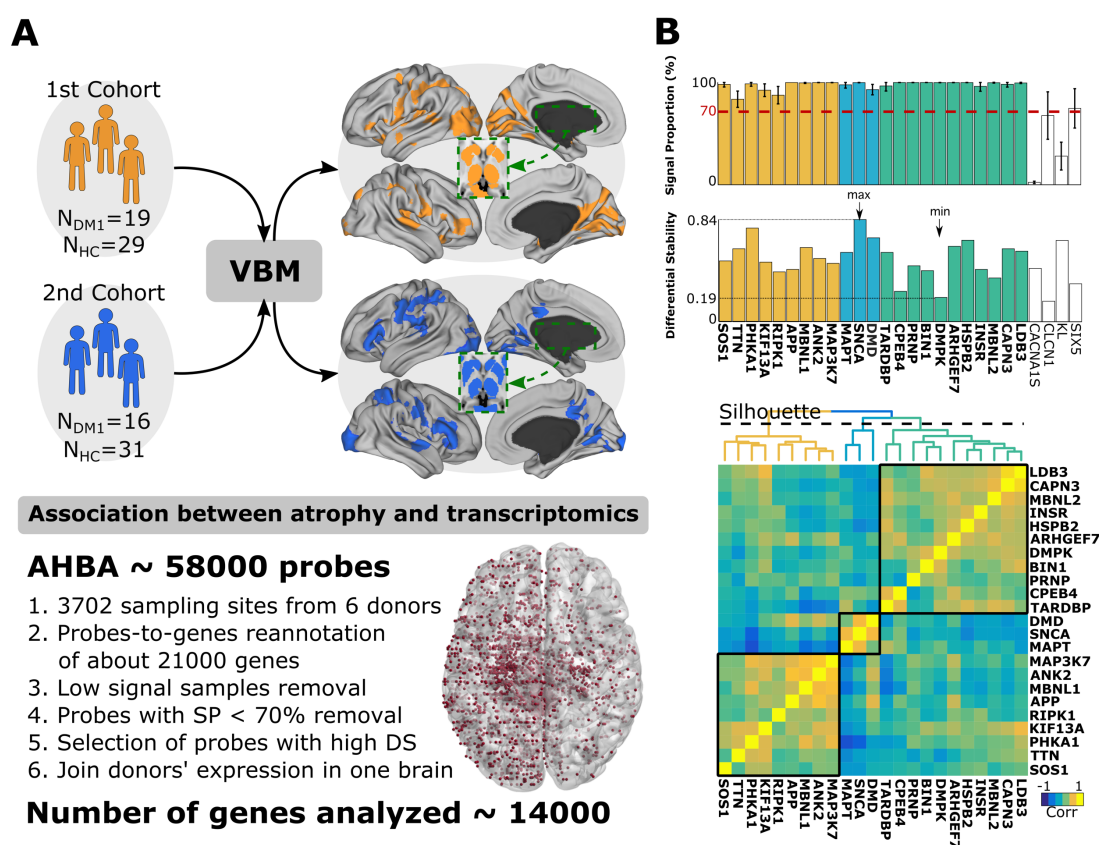 A
1st Cohort
NDM1=19
NHC=29
VBM
2nd Cohort
NDM1=16
NHC=31
Association between atrophy and transcriptomics
AHBA ~ 58000 probes
1. 3702 sampling sites from 6 donors
2. Probes-to-genes reannotation
of about 21000 genes
3. Low signal samples removal
4. Probes with SP < 70% removal
5. Selection of probes with high DS
6. Join donors' expression in one brain
Number of genes analyzed ~ 14000
B
Signal Proportion (%)
100
70
0
Differential Stability
0.84
0.19
0
max
min
SOS1
TTN
PHKA1
KIF13A
RIPK1
APP
MBNL1
ANK2
MAP3K7
MAPT
SNCA
DMD
TARDBP
CPEB4
PRNP
BIN1
DMPK
ARHGEF7
HSPB2
INSR
MBNL2
CAPN3
LDB3
CACNA1S
CLCN1
KL
SIX5
Silhouette
LDB3
CAPN3
MBNL2
INSR
HSPB2
ARHGEF7
DMPK
BIN1
PRNP
CPEB4
TARDBP
DMD
SNCA
MAPT
MAP3K7
ANK2
MBNL1
APP
RIPK1
KIF13A
PHKA1
TTN
SOS1
SOS1
TTN
PHKA1
KIF13A
RIPK1
APP
MBNL1
ANK2
MAP3K7
MAPT
SNCA
DMD
TARDBP
CPEB4
PRNP
BIN1
DMPK
ARHGEF7
HSPB2
INSR
MBNL2
CAPN3
LDB3
-1 1
Corr